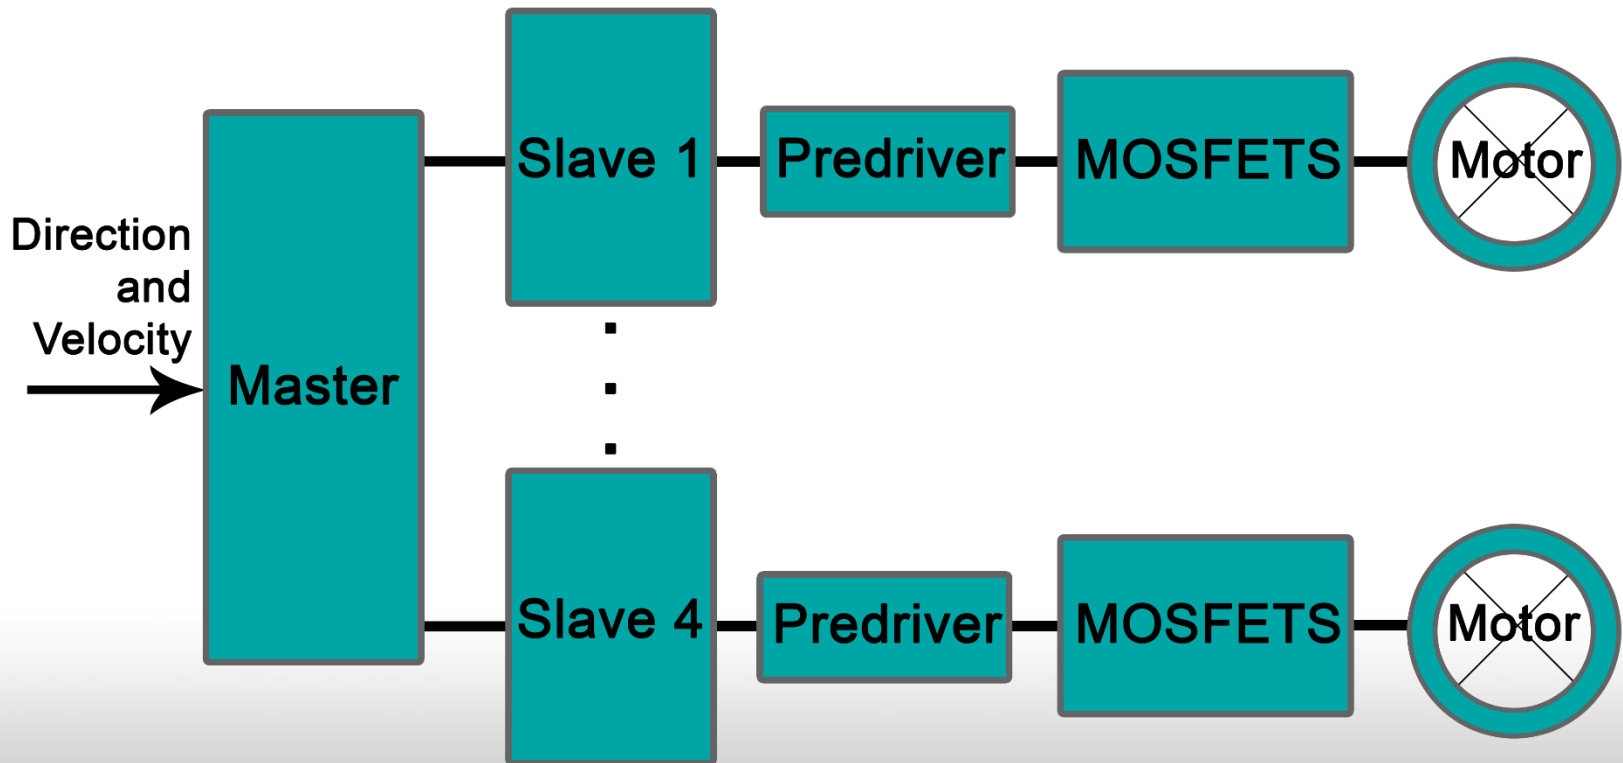 Direction
and
Velocity
Master
Slave 1
Predriver
MOSFETS
Motor
Slave 4
Predriver
MOSFETS
Motor